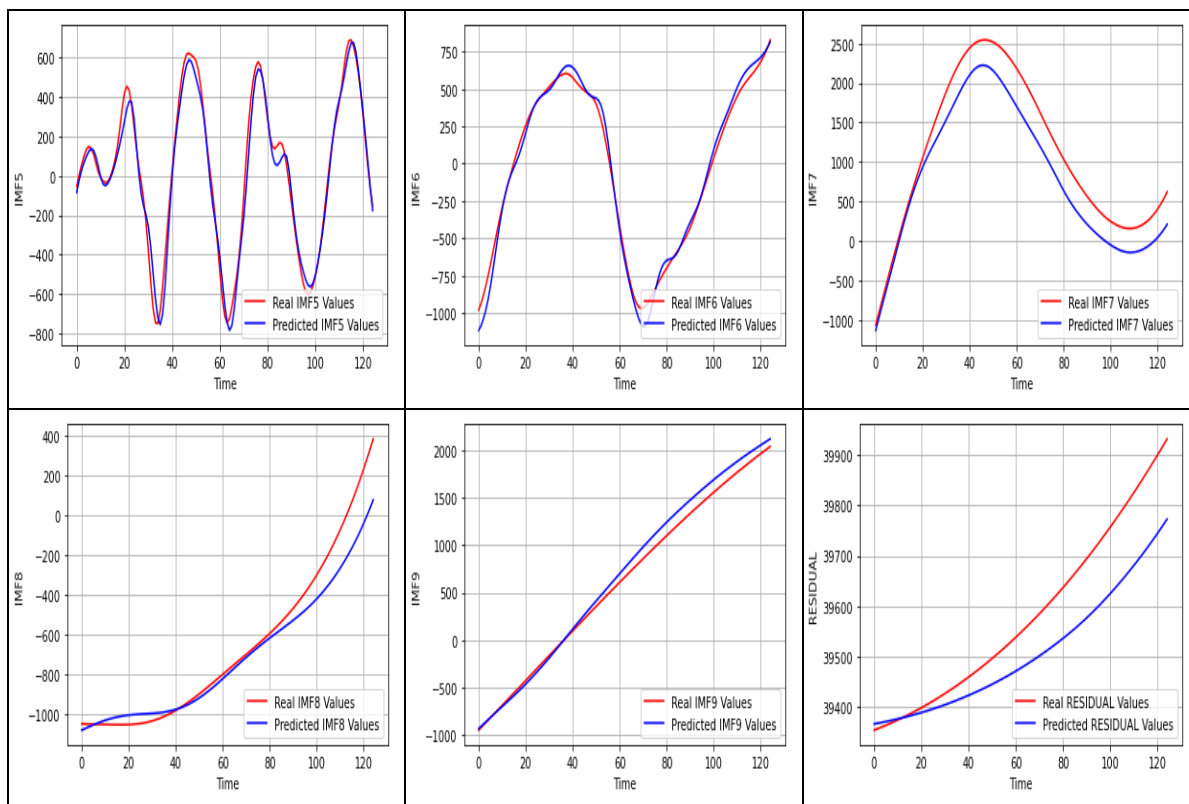 600
400
200
0
−200
−400
−600
−800
IMF5
Real IMF5 Values
Predicted IMF5 Values
0 20 40 60 80 100 120
Time
750
500
250
0
−250
−500
−750
−1000
IMF6
Real IMF6 Values
Predicted IMF6 Values
0 20 40 60 80 100 120
Time
2500
2000
1500
1000
500
0
−500
−1000
IMF7
Real IMF7 Values
Predicted IMF7 Values
0 20 40 60 80 100 120
Time
400
200
0
−200
−400
−600
−800
−1000
IMF8
Real IMF8 Values
Predicted IMF8 Values
0 20 40 60 80 100 120
Time
2000
1500
1000
500
0
−500
−1000
IMF9
Real IMF9 Values
Predicted IMF9 Values
0 20 40 60 80 100 120
Time
39900
39800
39700
39600
39500
39400
RESIDUAL
Real RESIDUAL Values
Predicted RESIDUAL Values
0 20 40 60 80 100 120
Time